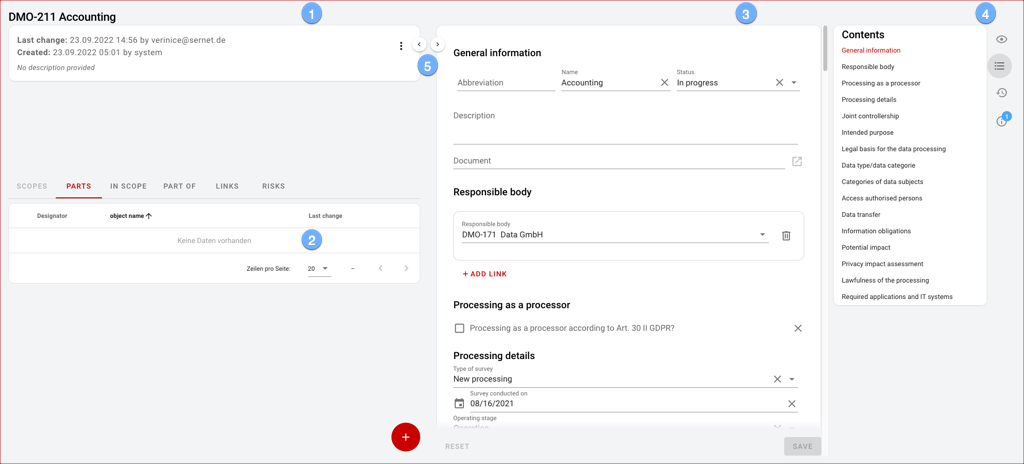 DMO-211 Accounting
1
Last change: 23.09.2022 14:56 by verinice@sernet.de
Created: 23.09.2022 05:01 by system
No description provided
5
SCOPES PARTS IN SCOPE PART OF LINKS RISKS
Designator object name Last change
Keine Daten vorhanden
2
Zeilen pro Seite: 20 –
+
3
General information
Abbreviation
Name
Accounting
Status
In progress
Description
Document
Responsible body
Responsible body
DMO-171 Data GmbH
+ ADD LINK
Processing as a processor
Processing as a processor according to Art. 30 II GDPR?
Processing details
Type of survey
New processing
Survey conducted on
08/16/2021
Operating stage
RESET SAVE
4
Contents
General information
Responsible body
Processing as a processor
Processing details
Joint controllership
Intended purpose
Legal basis for the data processing
Data type/data categorie
Categories of data subjects
Access authorised persons
Data transfer
Information obligations
Potential impact
Privacy impact assessment
Lawfulness of the processing
Required applications and IT systems
1